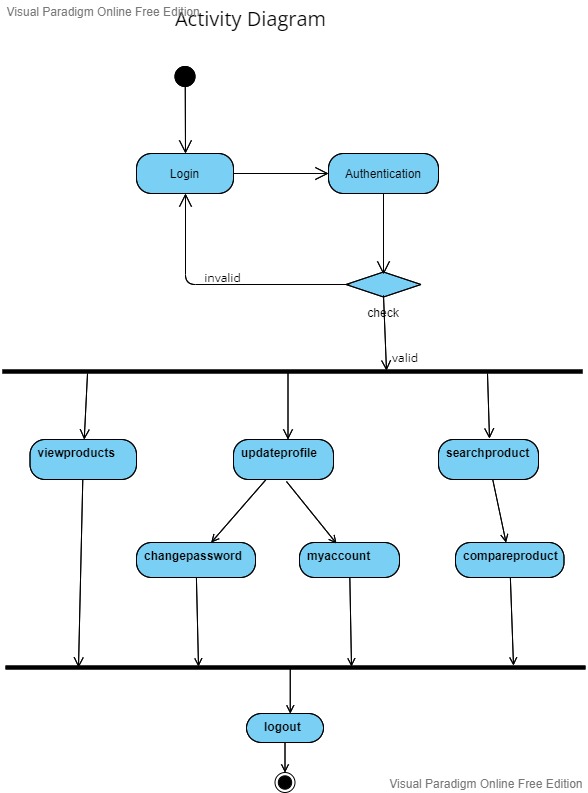 Visual Paradigm Online Free Edition
Activity Diagram
Login
Authentication
invalid
check
valid
viewproducts
updateprofile
searchproduct
changepassword
myaccount
compareproduct
logout
Visual Paradigm Online Free Edition